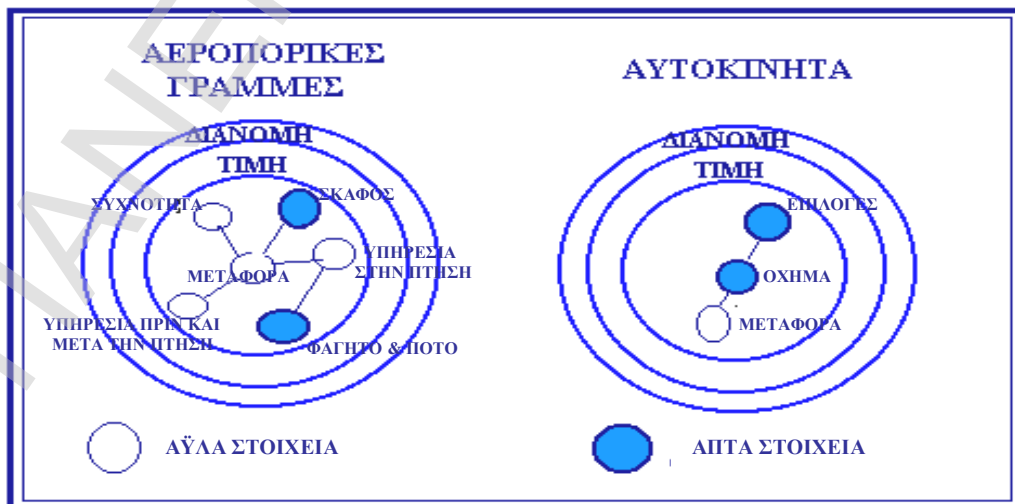 ΑΕΡΟΠΟΡΙΚΕΣ
ΓΡΑΜΜΕΣ
ΔΙΑΝΟΜΗ
ΤΙΜΗ
ΣΥΧΝΟΤΗΤΑ
ΣΚΑΦΟΣ
ΜΕΤΑΦΟΡΑ
ΥΠΗΡΕΣΙΑ
ΣΤΗΝ ΠΤΗΣΗ
ΥΠΗΡΕΣΙΑ ΠΡΙΝ ΚΑΙ
ΜΕΤΑ ΤΗΝ ΠΤΗΣΗ
ΦΑΓΗΤΟ & ΠΟΤΟ
ΑΥΤΟΚΙΝΗΤΑ
ΔΙΑΝΟΜΗ
ΤΙΜΗ
ΕΠΙΛΟΓΕΣ
ΟΧΗΜΑ
ΜΕΤΑΦΟΡΑ
ΑΫΛΑ ΣΤΟΙΧΕΙΑ
ΑΠΤΑ ΣΤΟΙΧΕΙΑ